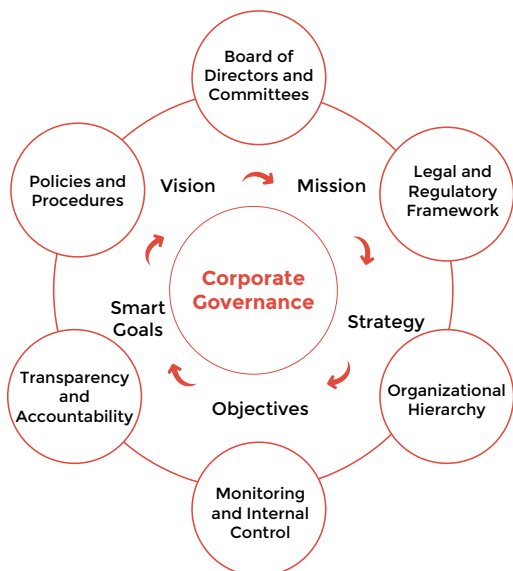 Board of
Directors and
Committees
Policies and
Procedures
Vision
Mission
Legal and
Regulatory
Framework
Corporate
Governance
Smart
Goals
Strategy
Transparency
and
Accountability
Objectives
Organizational
Hierarchy
Monitoring
and Internal
Control